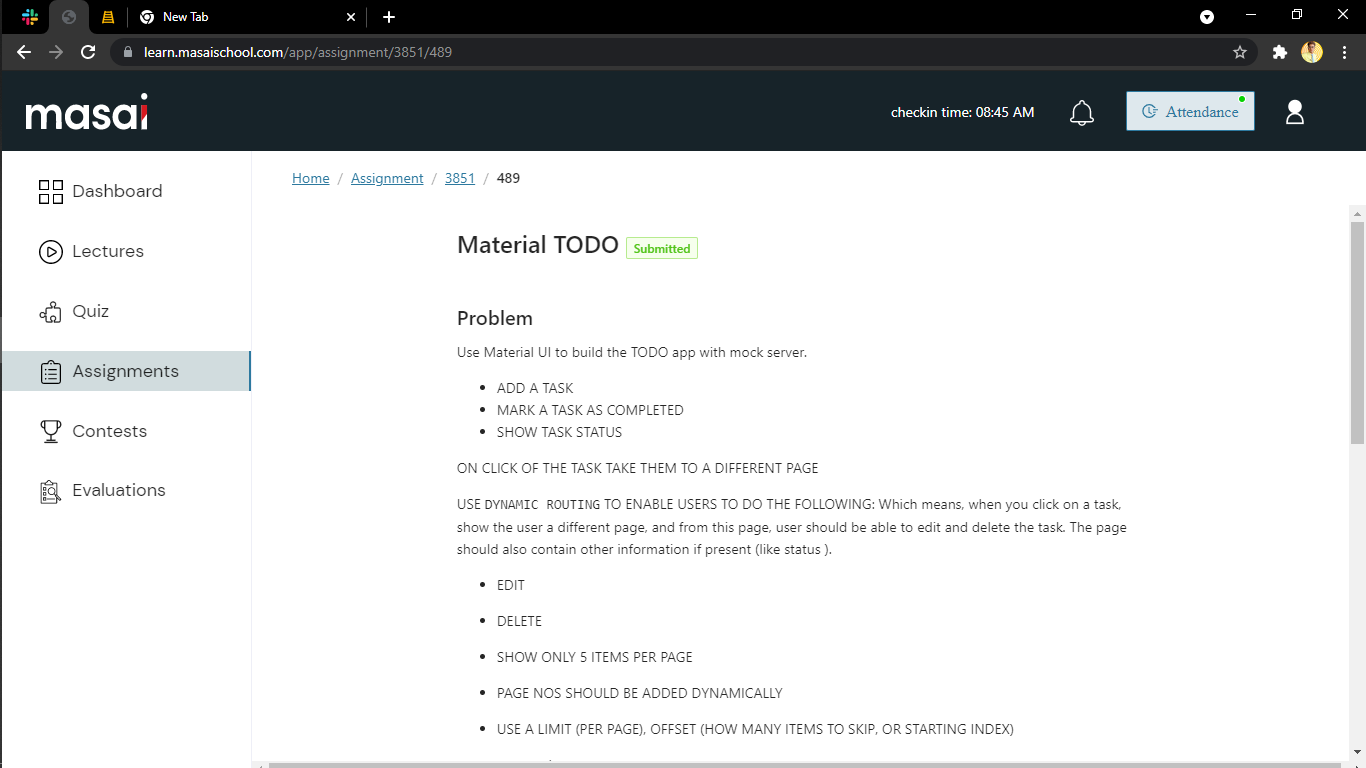 New Tab
learn.masaischool.com/app/assignment/3851/489
masai
checkin time: 08:45 AM
Attendance
Dashboard
Lectures
Quiz
Assignments
Contests
Evaluations
Home / Assignment / 3851 / 489
Material TODO Submitted
Problem
Use Material UI to build the TODO app with mock server.
• ADD A TASK
• MARK A TASK AS COMPLETED
• SHOW TASK STATUS
ON CLICK OF THE TASK TAKE THEM TO A DIFFERENT PAGE
USE DYNAMIC ROUTING TO ENABLE USERS TO DO THE FOLLOWING: Which means, when you click on a task,
show the user a different page, and from this page, user should be able to edit and delete the task. The page
should also contain other information if present (like status ).
• EDIT
• DELETE
• SHOW ONLY 5 ITEMS PER PAGE
• PAGE NOS SHOULD BE ADDED DYNAMICALLY
• USE A LIMIT (PER PAGE), OFFSET (HOW MANY ITEMS TO SKIP, OR STARTING INDEX)